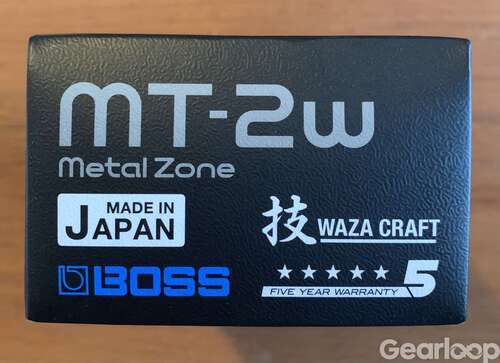 MT-2w
Metal Zone
MADE IN
JAPAN
技 WAZA CRAFT
BOSS
FIVE YEAR WARRANTY 5
Gearloop